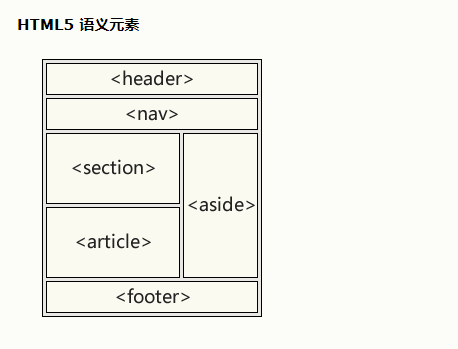 HTML5 语义元素
<header>
<nav>
<section>
<aside>
<article>
<footer>